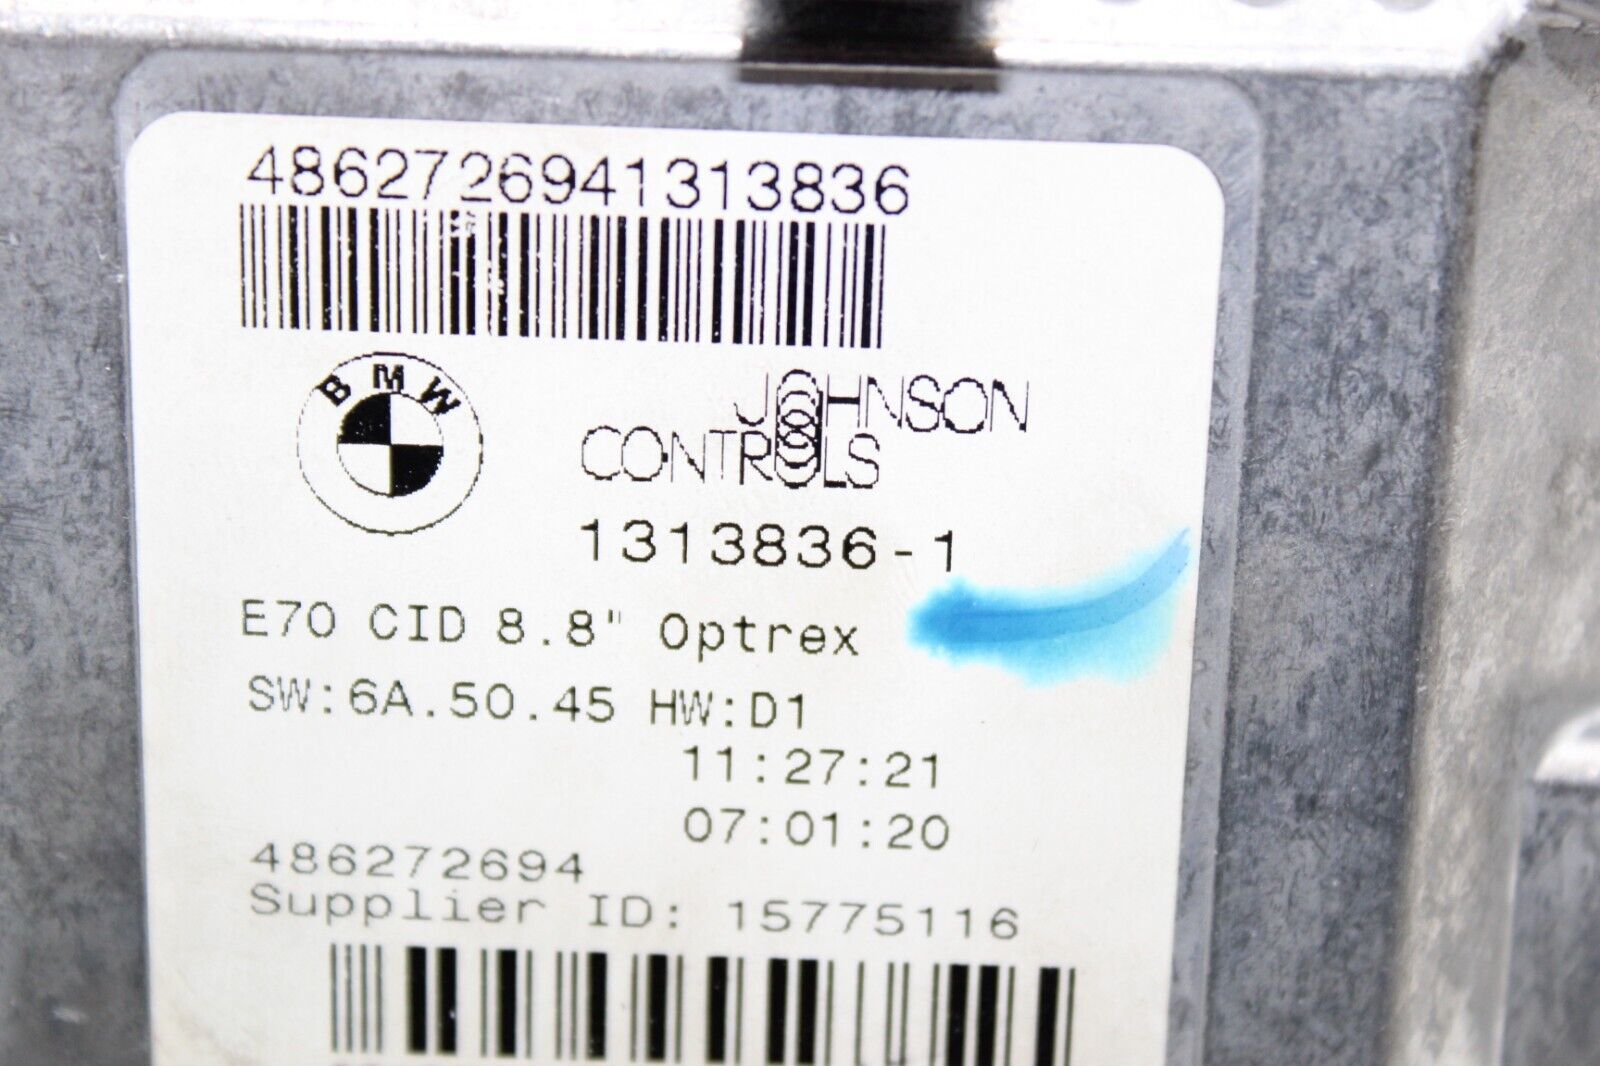 4862726941313836
BMW
JOHNSON
CONTROLS
1313836-1
E70 CID 8.8" Optrex
SW:6A.50.45 HW:D1
11:27:21
07:01:20
486272694
Supplier ID: 15775116